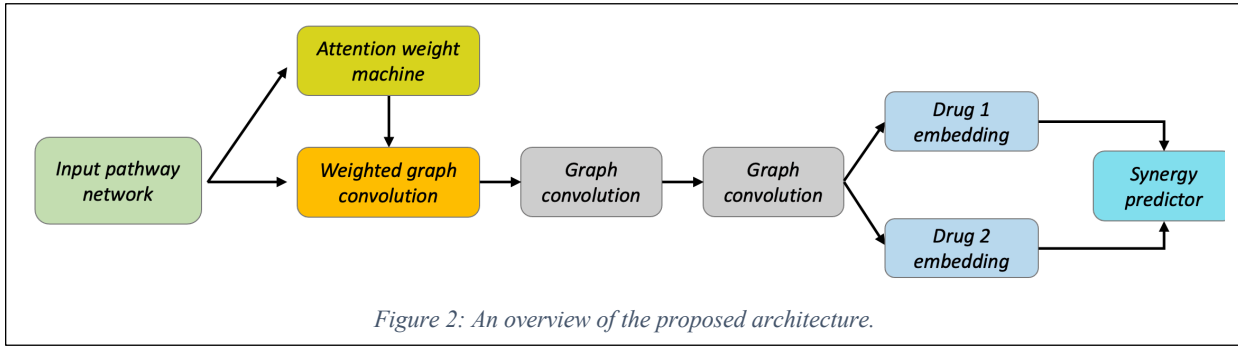 Attention weight
machine
Input pathway
network
Weighted graph
convolution
Graph
convolution
Graph
convolution
Drug 1
embedding
Drug 2
embedding
Synergy
predictor
Figure 2: An overview of the proposed architecture.